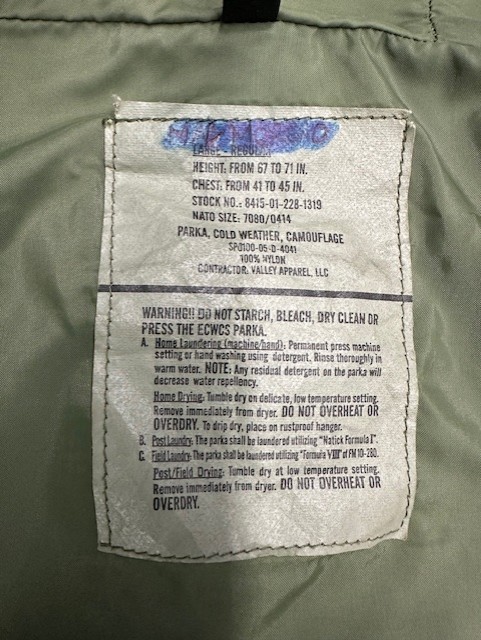 LARGE - REGULAR
HEIGHT: FROM 67 TO 71 IN.
CHEST: FROM 41 TO 45 IN.
STOCK NO.: 8415-01-228-1319
NATO SIZE: 7080/0414
PARKA, COLD WEATHER, CAMOUFLAGE
SPO100-05-D-4041
100% NYLON
CONTRACTOR, VALLEY APPAREL, LLC
WARNING!! DO NOT STARCH, BLEACH, DRY CLEAN OR
PRESS THE ECWCS PARKA.
A. Home Laundering (machine/hand): Permanent press machine
setting or hand washing using detergent. Rinse thoroughly in
warm water. NOTE: Any residual detergent on the parka will
decrease water repellency.
Home Drying: Tumble dry on delicate, low temperature setting.
Remove immediately from dryer. DO NOT OVERHEAT OR
OVERDRY. To drip dry, place on rustproof hanger.
B. Post Laundry: The parka shall be laundered utilizing "Natick Formula I".
C. Field Laundry: The parka shall be laundered utilizing "Formula VIII" of FM 10-280.
Post/Field Drying: Tumble dry at low temperature setting.
Remove immediately from dryer. DO NOT OVERHEAT OR
OVERDRY.